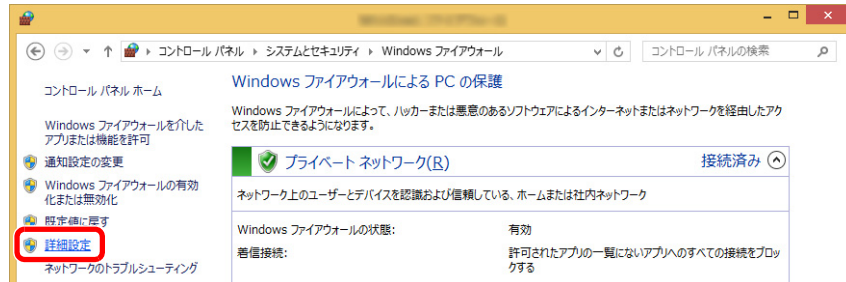 Windows ファイアウォール
コントロール パネル システムとセキュリティ Windows ファイアウォール コントロール パネルの検索
コントロール パネル ホーム
Windows ファイアウォールを介した
アプリまたは機能を許可
通知設定の変更
Windows ファイアウォールの有効
化または無効化
既定値に戻す
詳細設定
ネットワークのトラブルシューティング
Windows ファイアウォールによる PC の保護
Windows ファイアウォールによって、ハッカーまたは悪意のあるソフトウェアによるインターネットまたはネットワークを経由したアク
セスを防止できるようになります。
プライベート ネットワーク(R) 接続済み
ネットワーク上のユーザーとデバイスを認識および信頼している、ホームまたは社内ネットワーク
Windows ファイアウォールの状態: 有効
着信接続: 許可されたアプリの一覧にないアプリへのすべての接続をブロッ
クする